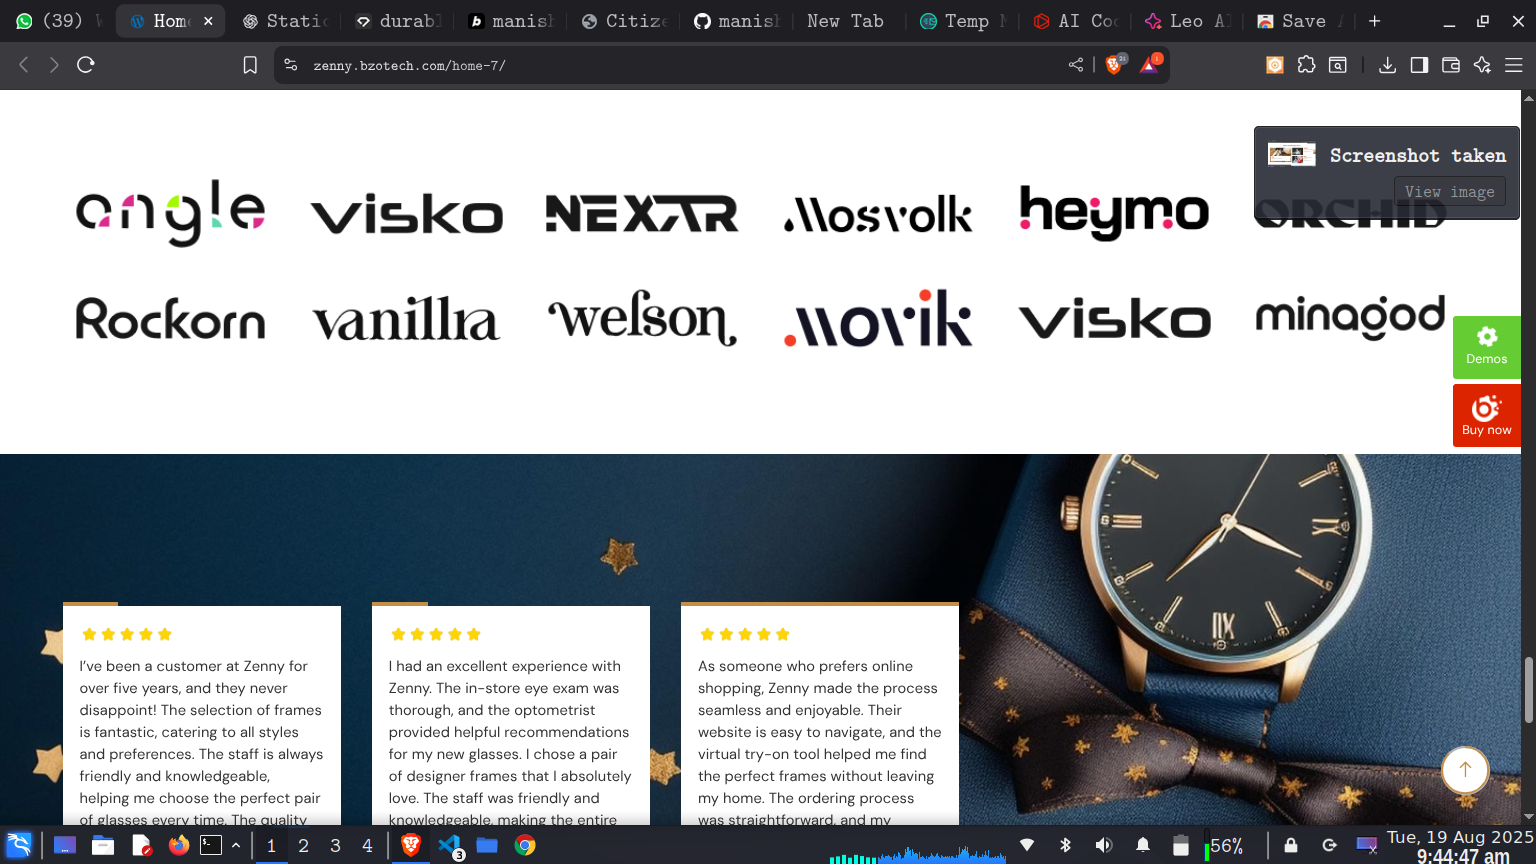 (39) W
Home
Static
durabl
manish
Citize
manish
New Tab
Temp M
AI Coo
Leo AI
Save A
zenny.bzotech.com/home-7/
Screenshot taken
View image
angle
visko
NEXTAR
Mosvolk
heymo
ORCHID
Rockorn
vanillra
welson
Movik
visko
minagod
Demos
Buy now
I've been a customer at Zenny for
over five years, and they never
disappoint! The selection of frames
is fantastic, catering to all styles
and preferences. The staff is always
friendly and knowledgeable,
helping me choose the perfect pair
of glasses every time. The quality
I had an excellent experience with
Zenny. The in-store eye exam was
thorough, and the optometrist
provided helpful recommendations
for my new glasses. I chose a pair
of designer frames that I absolutely
love. The staff was friendly and
knowledgeable, making the entire
As someone who prefers online
shopping, Zenny made the process
seamless and enjoyable. Their
website is easy to navigate, and the
virtual try-on tool helped me find
the perfect frames without leaving
my home. The ordering process
was straightforward, and my
1 2 3 4
3
56%
Tue, 19 Aug 2025
9:44:47 am